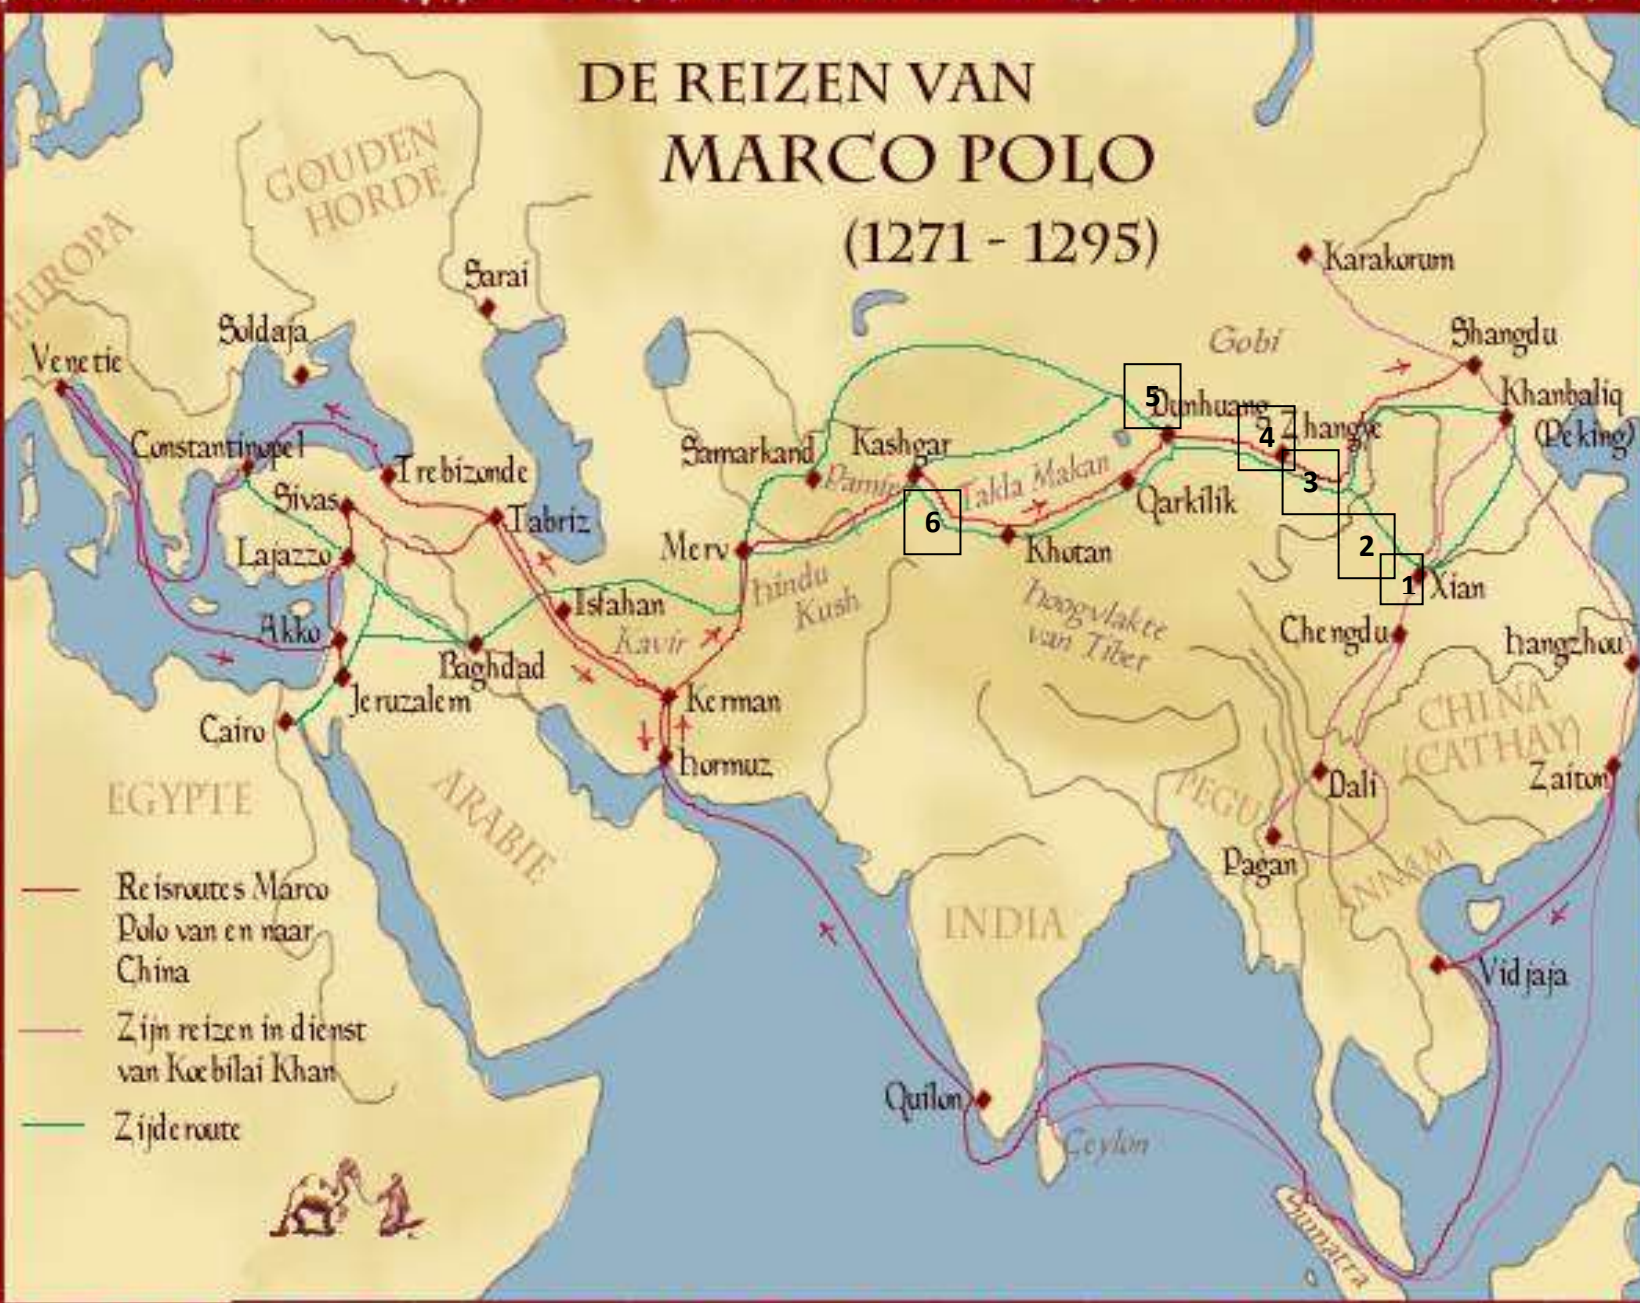 DE REIZEN VAN
MARCO POLO
(1271 - 1295)
GOUDEN
HORDE
EUROPA
Sarai
Soldaja
Venetie
Constantinopel
Trebizonde
Sivas
Tabriz
Lajazzo
Akko
Isfahan
Kavir
Baghdad
Jeruzalem
Cairo
Kerman
Hormuz
EGYPTE
ARABIE
Karakorum
Gobi
Shangdu
Khanbaliq
(Peking)
5
Dunhuang
4
Zhangye
3
Samarkand
Kashgar
Pamir
Takla Makan
Qarkilik
6
Merv
Khotan
Hindu
Kush
Hoogvlakte
van Tiber
2
1
Xian
Chengdu
Hangzhou
CHINA
(CATHAY)
Zaiton
Dali
PEGU
Pagan
ANNAM
INDIA
Vidjaja
Quilon
Ceylon
Sumatra
Reisroutes Marco
Polo van en naar
China
Zijn reizen in dienst
van Koebilai Khan
Zijderoute